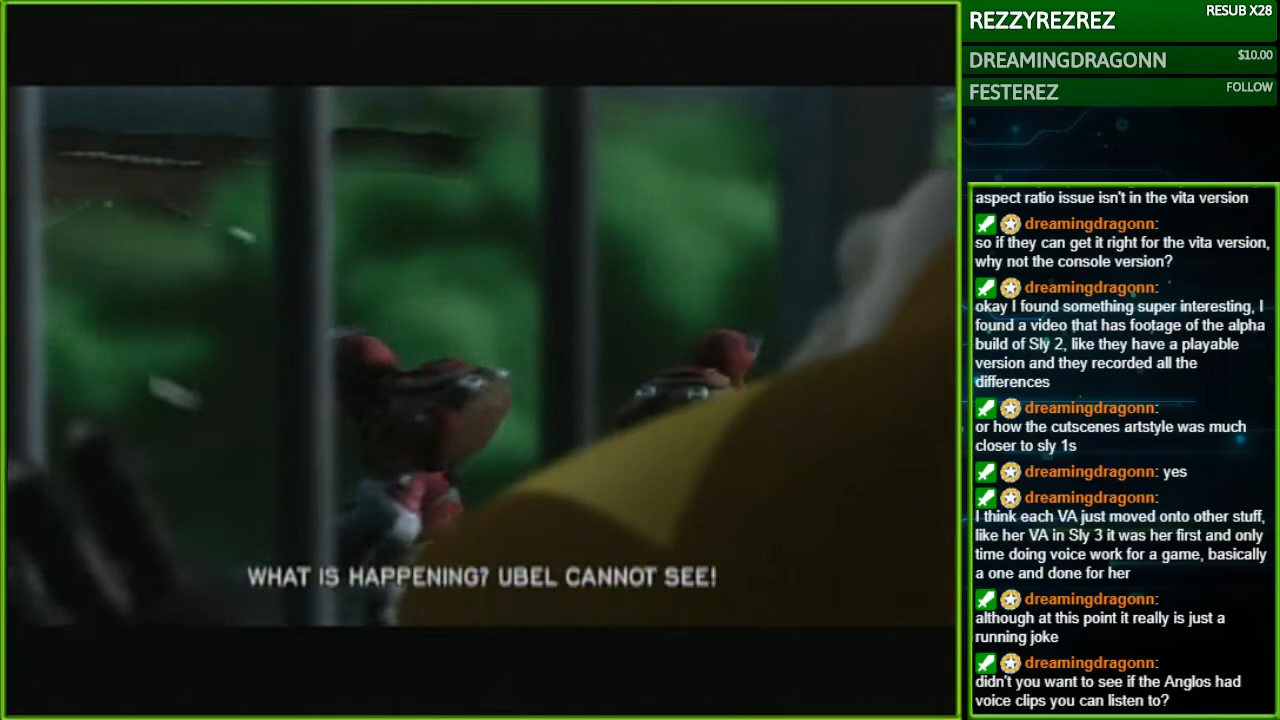 REZZYREZREZ
RESUB X28
DREAMINGDRAGONN
$10.00
FESTEREZ
FOLLOW
WHAT IS HAPPENING? UBEL CANNOT SEE!
aspect ratio issue isn't in the vita version
dreamingdragonn:
so if they can get it right for the vita version,
why not the console version?
dreamingdragonn:
okay I found something super interesting, I
found a video that has footage of the alpha
build of Sly 2, like they have a playable
version and they recorded all the
differences
dreamingdragonn:
or how the cutscenes artstyle was much
closer to sly 1s
dreamingdragonn: yes
dreamingdragonn:
I think each VA just moved onto other stuff,
like her VA in Sly 3 it was her first and only
time doing voice work for a game, basically
a one and done for her
dreamingdragonn:
although at this point it really is just a
running joke
dreamingdragonn:
didn't you want to see if the Anglos had
voice clips you can listen to?